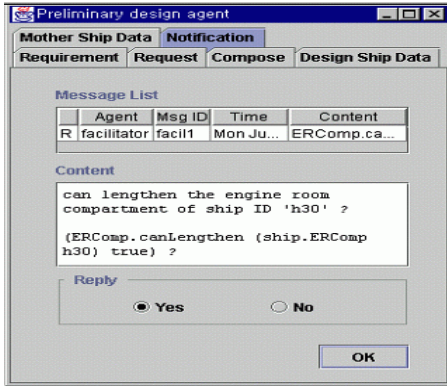 Preliminary design agent
Mother Ship Data Notification
Requirement Request Compose Design Ship Data
Message List
Agent Msg ID Time Content
R facilitator facil1 Mon Ju... ERComp.ca...
Content
can lengthen the engine room
compartment of ship ID 'h30' ?
(ERComp.canLengthen (ship.ERComp
h30) true) ?
Reply
Yes No
OK